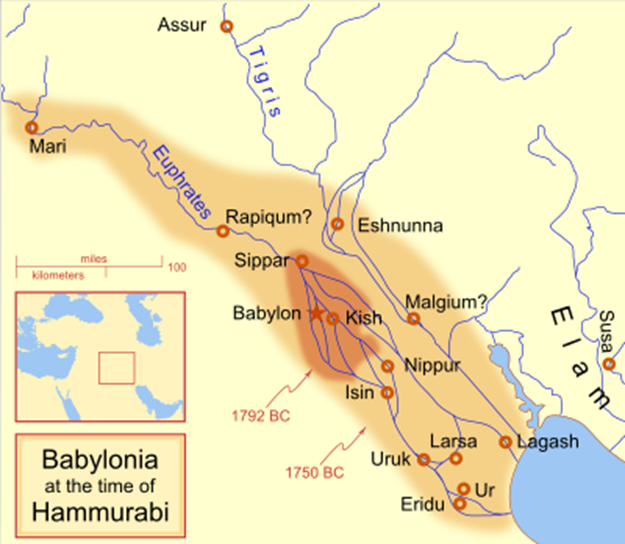 Assur
Tigris
Mari
Euphrates
Rapiqum?
Eshnunna
Sippar
miles
kilometers
100
Malgium?
Babylon
Kish
Elam
Susa
Nippur
Isin
1792 BC
Larsa
Lagash
Uruk
1750 BC
Ur
Eridu
Babylonia
at the time of
Hammurabi